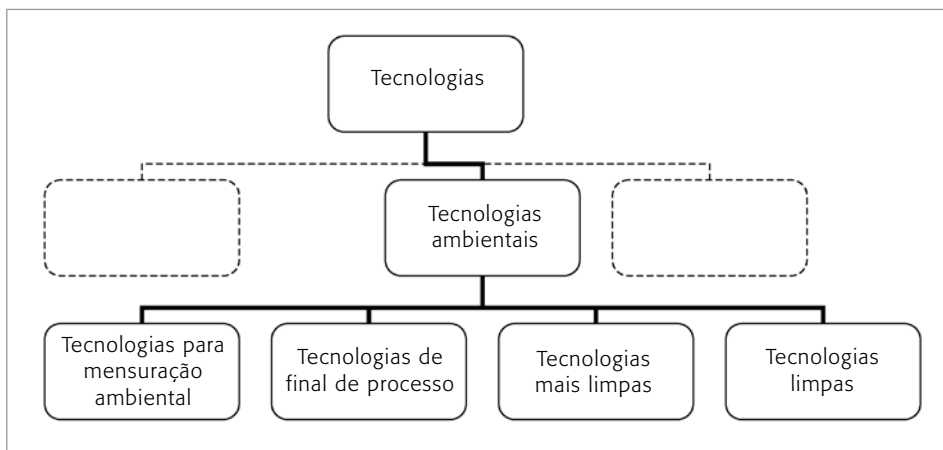 Tecnologias
Tecnologias
ambientais
Tecnologias para
mensuração
ambiental
Tecnologias de
final de processo
Tecnologias
mais limpas
Tecnologias
limpas